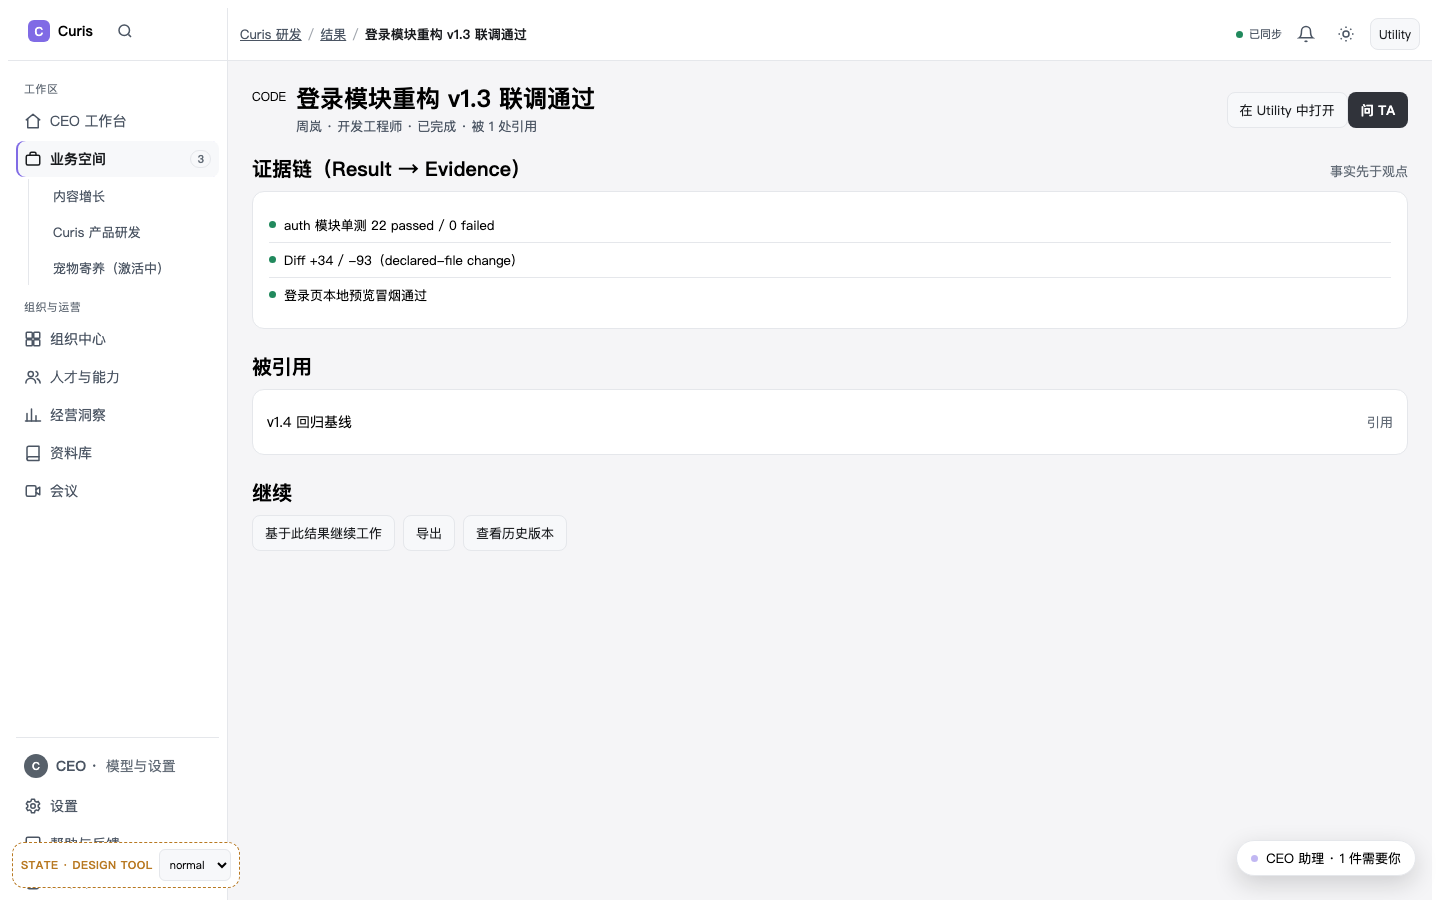 C Curis
Curis 研发 / 结果 / 登录模块重构 v1.3 联调通过
已同步
Utility
工作区
CEO 工作台
业务空间 3
内容增长
Curis 产品研发
宠物寄养（激活中）
组织与运营
组织中心
人才与能力
经营洞察
资料库
会议
C CEO · 模型与设置
设置
帮助与反馈
STATE · DESIGN TOOL normal
CODE 登录模块重构 v1.3 联调通过
周岚 · 开发工程师 · 已完成 · 被 1 处引用
在 Utility 中打开
问 TA
证据链（Result → Evidence）
事实先于观点
auth 模块单测 22 passed / 0 failed
Diff +34 / −93（declared-file change）
登录页本地预览冒烟通过
被引用
v1.4 回归基线
引用
继续
基于此结果继续工作
导出
查看历史版本
CEO 助理 · 1 件需要你